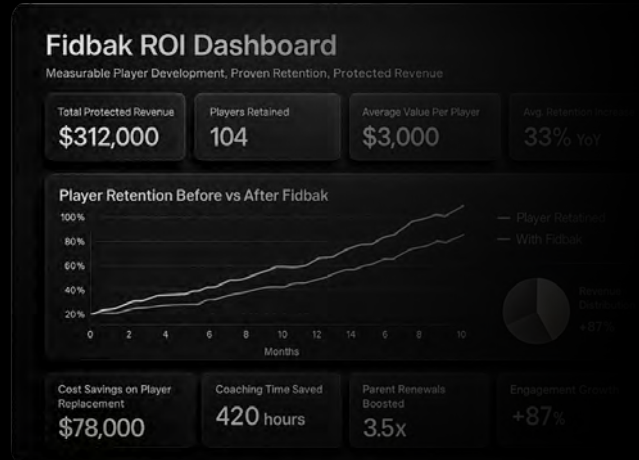 Fidbak ROI Dashboard
Measurable Player Development, Proven Retention, Protected Revenue
Total Protected Revenue
$312,000
Players Retained
104
Average Value Per Player
$3,000
Avg. Retention
33% YoY
Player Retention Before vs After Fidbak
100%
80%
60%
40%
20%
0 2 4 6 8 10 12 14 6 8 10
Months
Player Retained
With Fidbak
Revenue
+87%
Cost Savings on Player
Replacement
$78,000
Coaching Time Saved
420 hours
Parent Renewals
Boosted
3.5x
Engagement Growth
+87%